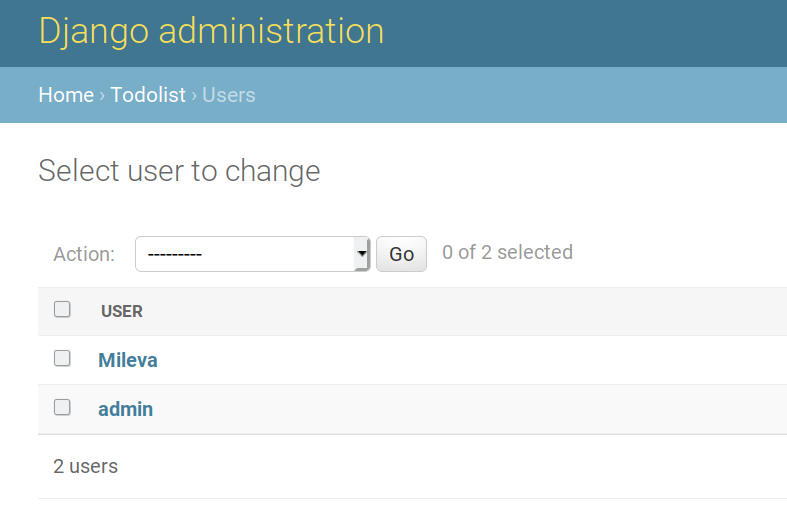 Django administration
Home › Todolist › Users
Select user to change
Action: --------- Go 0 of 2 selected
USER
Mileva
admin
2 users